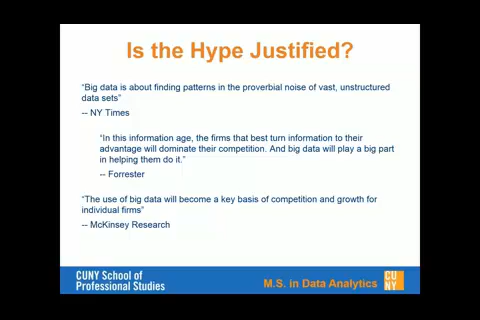 Is the Hype Justified?
“Big data is about finding patterns in the proverbial noise of vast, unstructured
data sets”
-- NY Times
“In this information age, the firms that best turn information to their
advantage will dominate their competition. And big data will play a big part
in helping them do it.”
-- Forrester
“The use of big data will become a key basis of competition and growth for
individual firms”
-- McKinsey Research
CUNY School of
Professional Studies
M.S. in Data Analytics
CU
NY